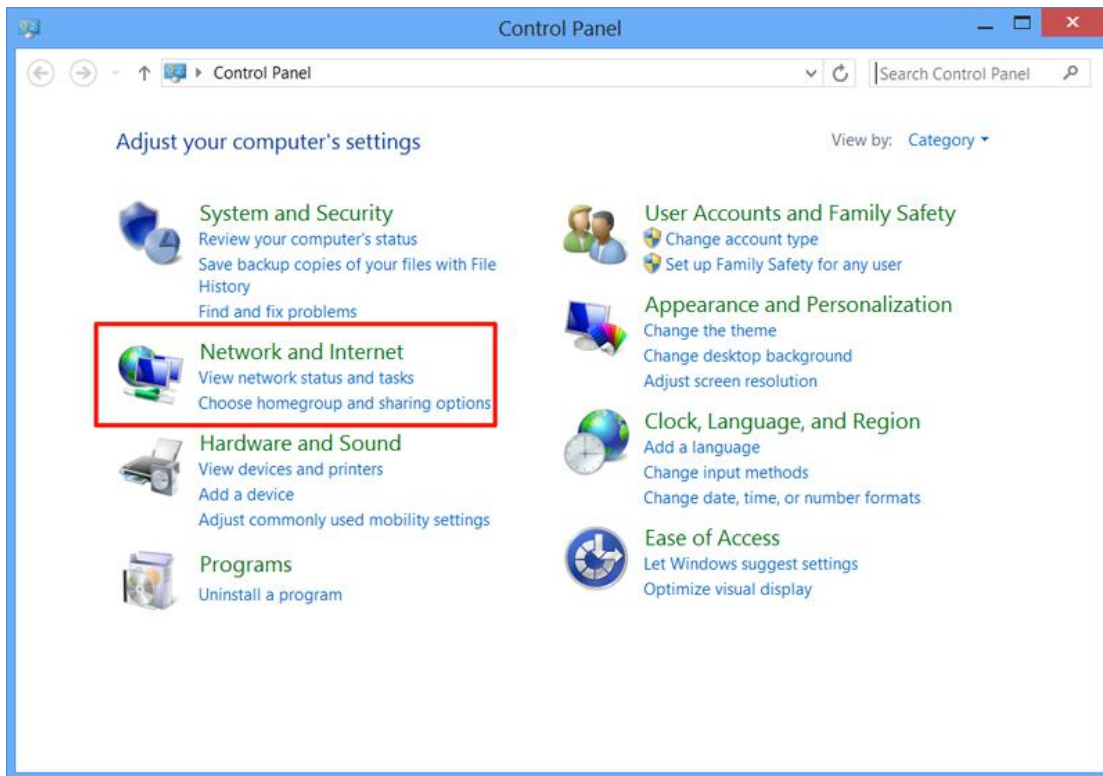 Control Panel
Control Panel
Search Control Panel
Adjust your computer's settings
View by: Category
System and Security
Review your computer's status
Save backup copies of your files with File
History
Find and fix problems
Network and Internet
View network status and tasks
Choose homegroup and sharing options
Hardware and Sound
View devices and printers
Add a device
Adjust commonly used mobility settings
Programs
Uninstall a program
User Accounts and Family Safety
Change account type
Set up Family Safety for any user
Appearance and Personalization
Change the theme
Change desktop background
Adjust screen resolution
Clock, Language, and Region
Add a language
Change input methods
Change date, time, or number formats
Ease of Access
Let Windows suggest settings
Optimize visual display